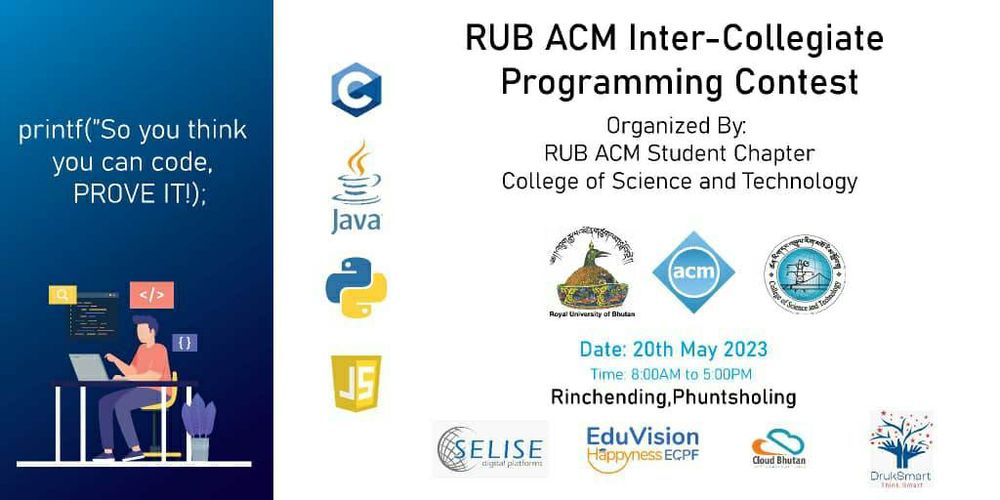 printf("So you think
you can code,
PROVE IT!);
</>
{}
C
Java
JS
RUB ACM Inter-Collegiate
Programming Contest
Organized By:
RUB ACM Student Chapter
College of Science and Technology
Royal University of Bhutan
acm
College of Science and Technology
Date: 20th May 2023
Time: 8:00AM to 5:00PM
Rinchending,Phuntsholing
SELISE
digital platforms
EduVision
Happyness ECPF
Cloud Bhutan
DrukSmart
Think. Smart